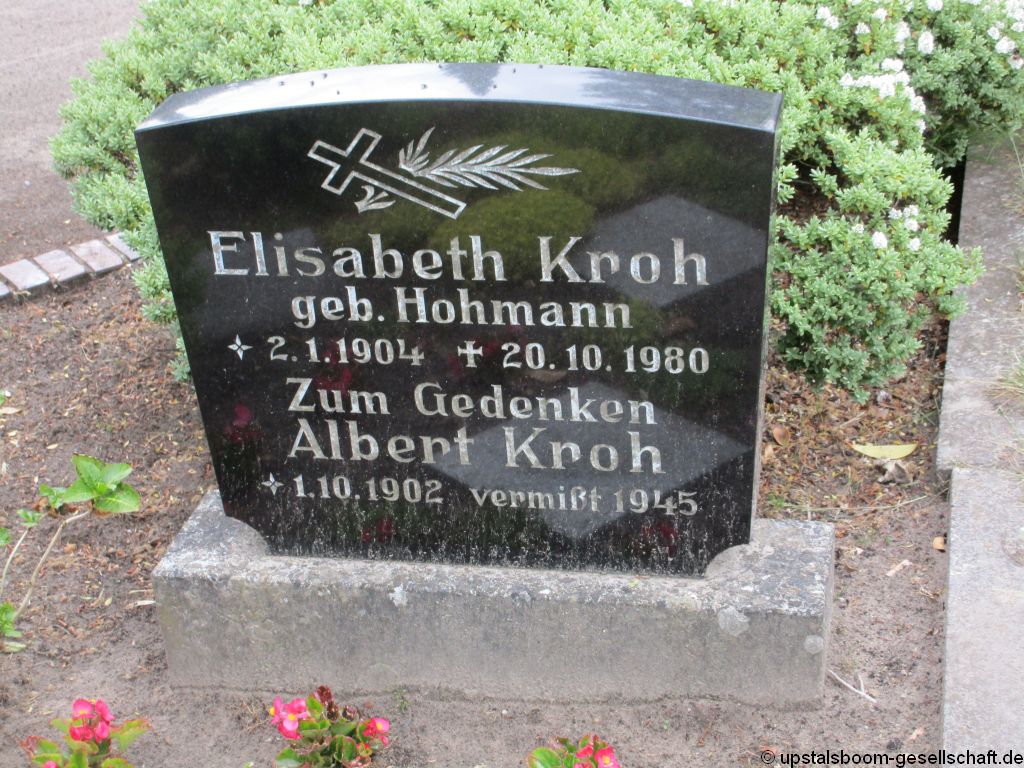 Elisabeth Kroh
geb. Hohmann
2.1.1904 20.10.1980
Zum Gedenken
Albert Kroh
1.10.1902 vermißt 1945
© upstalsboom-gesellschaft.de